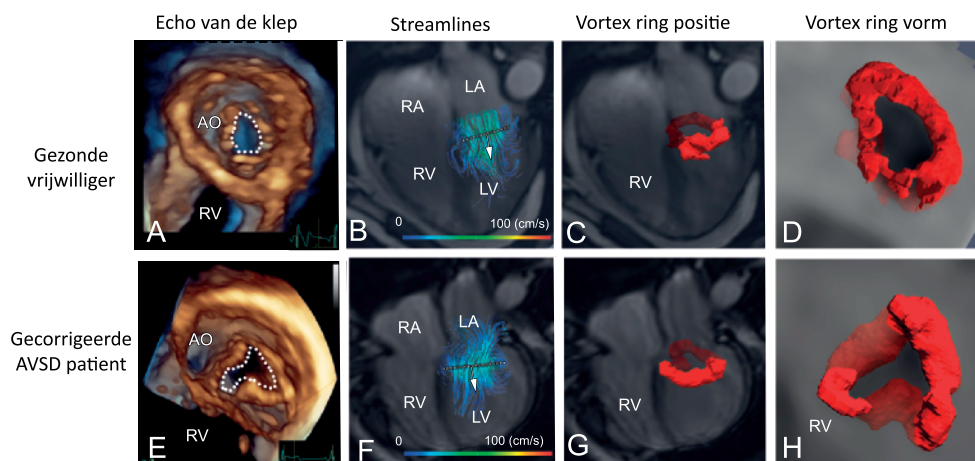 Echo van de klep
Streamlines
Vortex ring positie
Vortex ring vorm
Gezonde
vrijwilliger
AO
RV
A
LA
RA
RV
LV
0
100 (cm/s)
B
RV
C
D
Gecorrigeerde
AVSD patient
AO
RV
E
LA
RA
RV
LV
0
100 (cm/s)
F
RV
G
RV
H